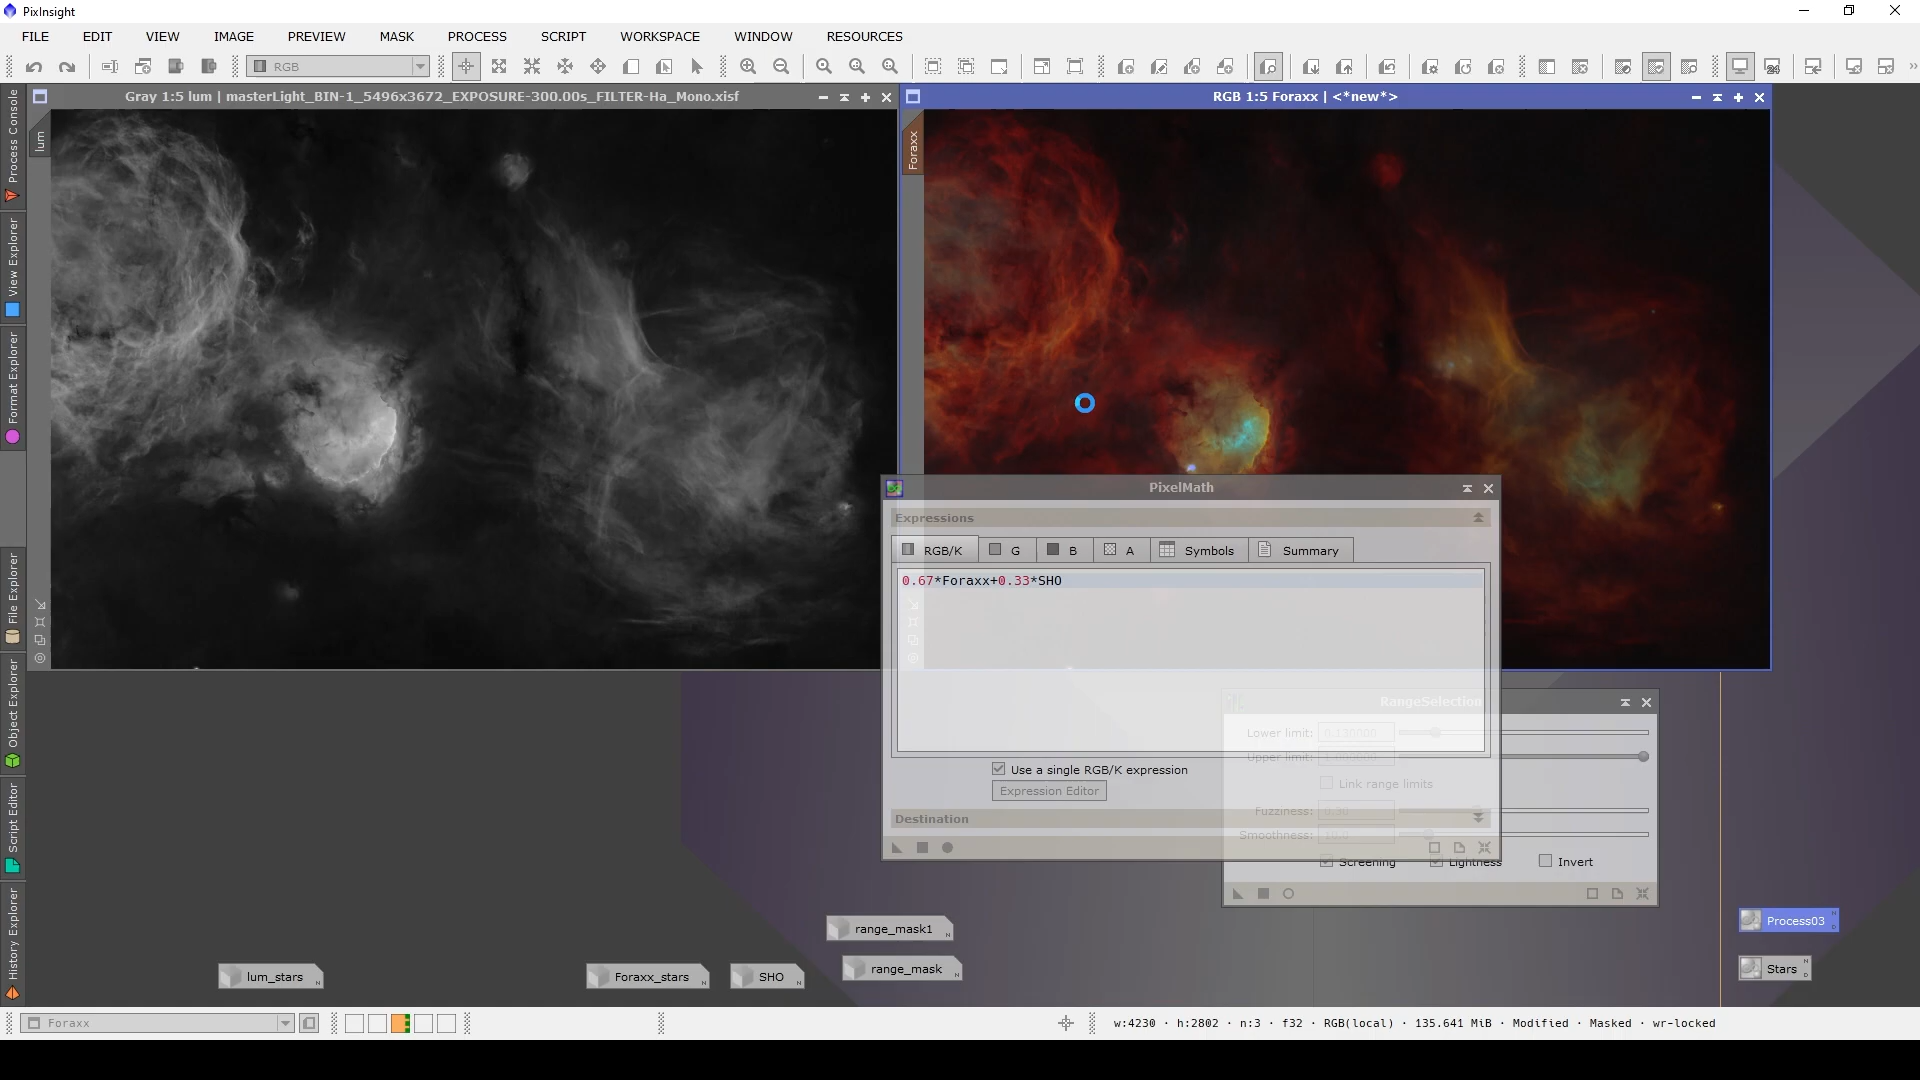 PixInsight
FILE EDIT VIEW IMAGE PREVIEW MASK PROCESS SCRIPT WORKSPACE WINDOW RESOURCES
RGB
Gray 1:5 lum | masterLight_BIN-1_5496x3672_EXPOSURE-300.00s_FILTER-Ha_Mono.xisf
RGB 1:5 Foraxx | <*new*>
Process Console
View Explorer
Format Explorer
File Explorer
Object Explorer
Script Editor
History Explorer
lum
Foraxx
PixelMath
Expressions
RGB/K G B A Symbols Summary
0.67*Foraxx+0.33*SHO
Use a single RGB/K expression
Expression Editor
Destination
RangeSelection
Lower limit:
Upper limit:
Link range limits
Fuzziness:
Smoothness:
Screening Lightness Invert
range_mask1
range_mask
lum_stars
Foraxx_stars
SHO
Process03
Stars
Foraxx
w:4230 · h:2802 · n:3 · f32 · RGB(local) · 135.641 MiB · Modified · Masked · wr-locked